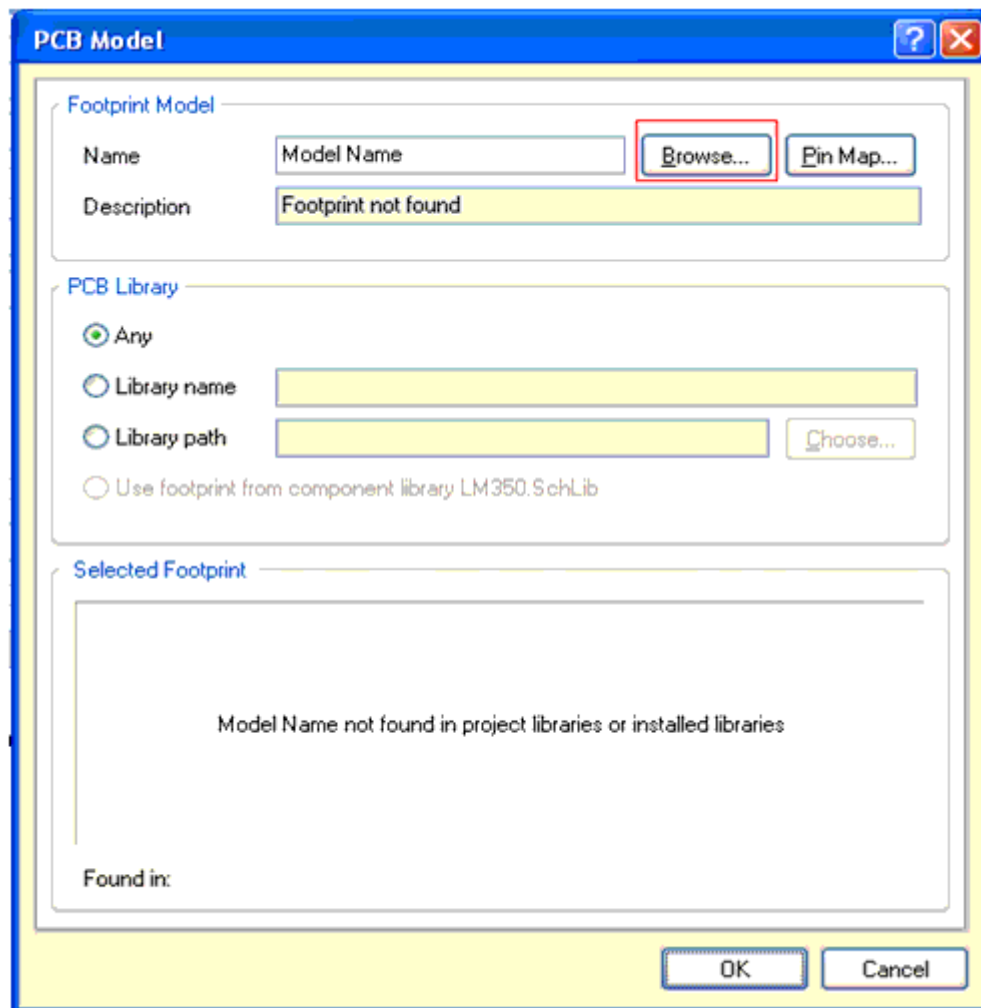 PCB Model
Footprint Model
Name Model Name Browse... Pin Map...
Description Footprint not found
PCB Library
Any
Library name
Library path Choose...
Use footprint from component library LM350.SchLib
Selected Footprint
Model Name not found in project libraries or installed libraries
Found in:
OK Cancel